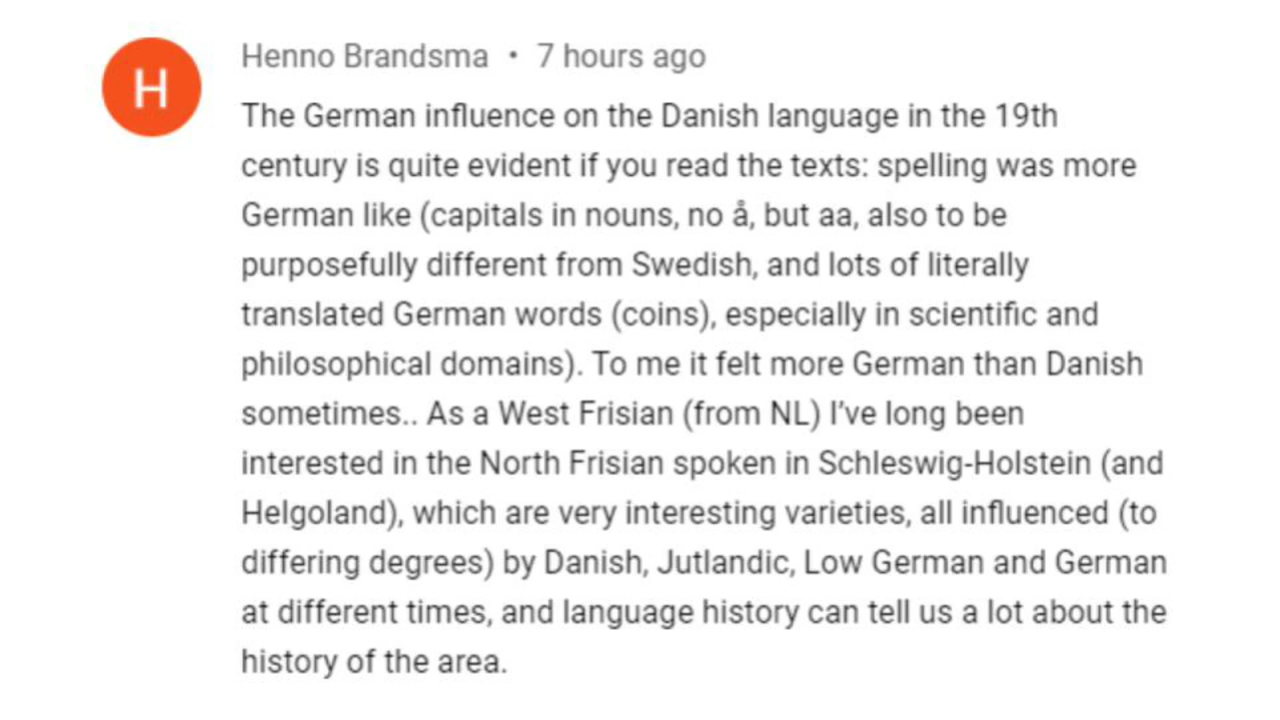 H
Henno Brandsma • 7 hours ago
The German influence on the Danish language in the 19th
century is quite evident if you read the texts: spelling was more
German like (capitals in nouns, no å, but aa, also to be
purposefully different from Swedish, and lots of literally
translated German words (coins), especially in scientific and
philosophical domains). To me it felt more German than Danish
sometimes.. As a West Frisian (from NL) I've long been
interested in the North Frisian spoken in Schleswig-Holstein (and
Helgoland), which are very interesting varieties, all influenced (to
differing degrees) by Danish, Jutlandic, Low German and German
at different times, and language history can tell us a lot about the
history of the area.